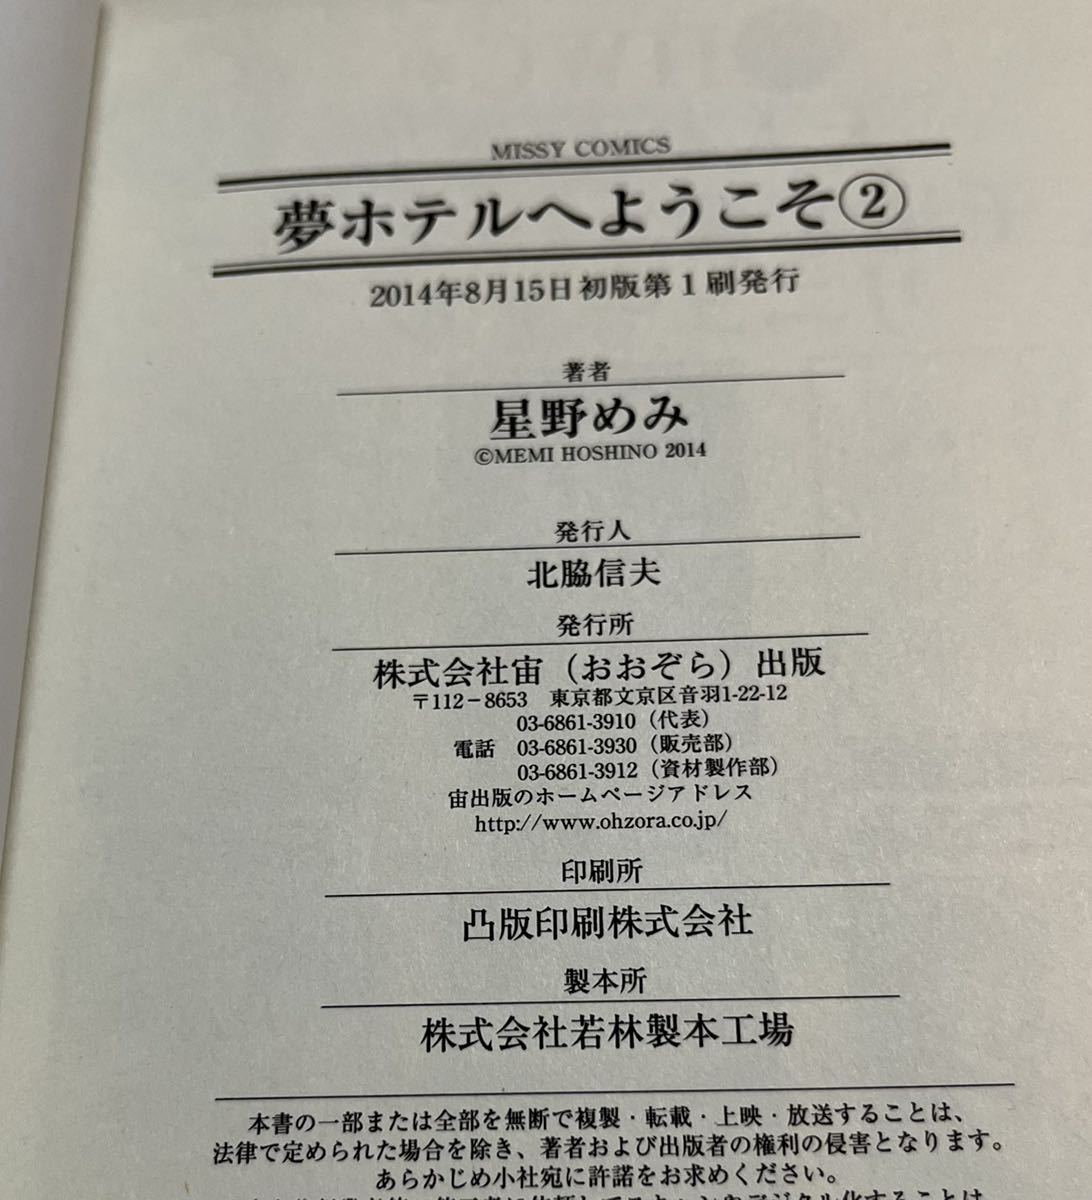 MISSY COMICS
夢ホテルへようこそ②
2014年8月15日初版第1刷発行
著者
星野めみ
©MEMI HOSHINO 2014
発行人
北脇信夫
発行所
株式会社宙（おおぞら）出版
〒112-8653 東京都文京区音羽1-22-12
03-6861-3910（代表）
電話 03-6861-3930（販売部）
03-6861-3912（資材製作部）
宙出版のホームページアドレス
http://www.ohzora.co.jp/
印刷所
凸版印刷株式会社
製本所
株式会社若林製本工場
本書の一部または全部を無断で複製・転載・上映・放送することは、
法律で定められた場合を除き、著者および出版者の権利の侵害となります。
あらかじめ小社宛に許諾をお求めください。